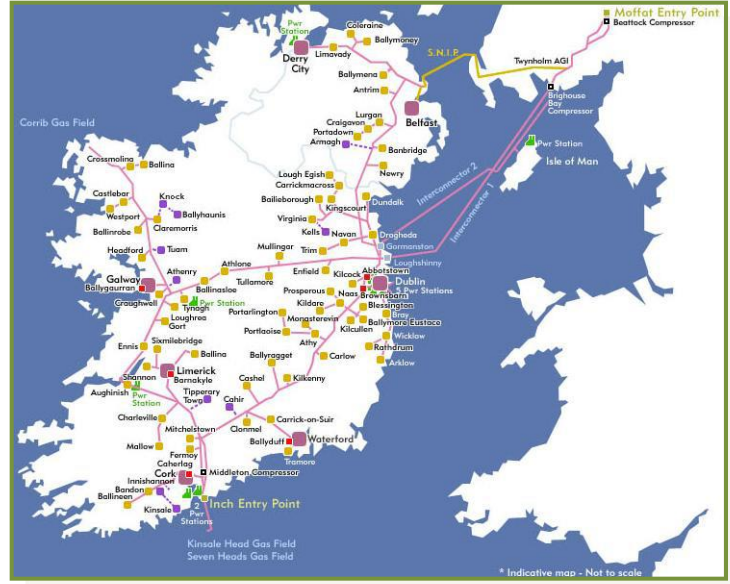 Moffat Entry Point
Beattock Compressor
Coleraine
Pwr
Station
Ballymoney
Derry
City
Limavady
S.N.I.P.
Twynholm AGI
Ballymena
Antrim
Brighouse
Bay
Compressor
Lurgan
Craigavon
Portadown
Armagh
Belfast
Corrib Gas Field
Banbridge
Pwr Station
Isle of Man
Crossmolina
Ballina
Newry
Lough Egish
Carrickmacross
Interconnector 2
Interconnector 1
Castlebar
Knock
Bailieborough
Kingscourt
Dundalk
Westport
Ballyhaunis
Claremorris
Virginia
Ballinrobe
Kells
Navan
Drogheda
Gormanston
Headford
Tuam
Mullingar
Trim
Loughshinny
Athlone
Athenry
Enfield
Kilcock
Abbotstown
Galway
Ballygaurran
Tullamore
Ballinasloe
Dublin
5 Pwr Stations
Prosperous
Naas
Brownsbarn
Craughwell
Tynagh
Pwr Station
Kildare
Blessington
Loughrea
Gort
Portarlington
Monasterevin
Bray
Kilcullen
Ballymore Eustace
Ennis
Sixmilebridge
Portlaoise
Athy
Wicklow
Ballina
Rathdrum
Ballyragget
Carlow
Arklow
Shannon
Limerick
Barnakyle
Aughinish
Pwr
Station
Tipperary
Town
Cashel
Kilkenny
Cahir
Charleville
Mitchelstown
Clonmel
Carrick-on-Suir
Mallow
Fermoy
Ballyduff
Waterford
Tramore
Caherlag
Cork
Middleton Compressor
Innishannon
Bandon
Ballineen
Kinsale
Inch Entry Point
2
Pwr
Stations
Kinsale Head Gas Field
Seven Heads Gas Field
* Indicative map - Not to scale